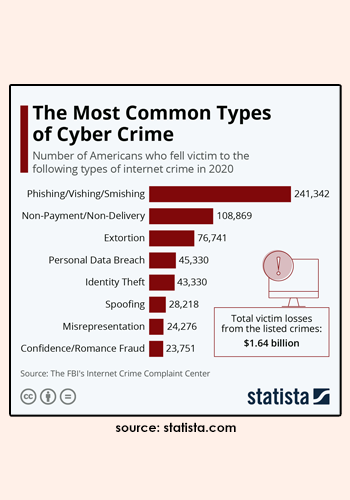 The Most Common Types
of Cyber Crime
Number of Americans who fell victim to the
following types of internet crime in 2020
Phishing/Vishing/Smishing 241,342
Non-Payment/Non-Delivery 108,869
Extortion 76,741
Personal Data Breach 45,330
Identity Theft 43,330
Spoofing 28,218
Misrepresentation 24,276
Confidence/Romance Fraud 23,751
!
Total victim losses
from the listed crimes:
$1.64 billion
Source: The FBI's Internet Crime Complaint Center
cc = statista
source: statista.com